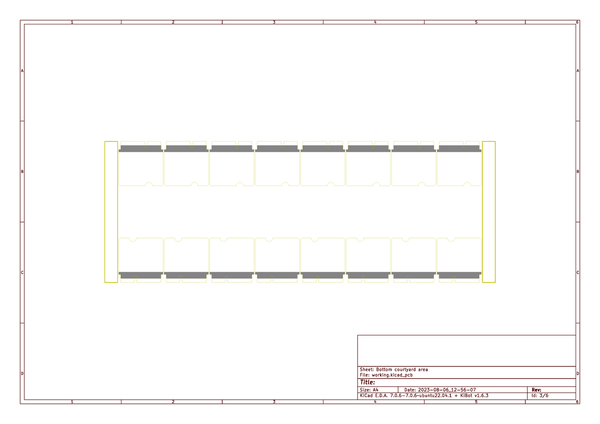 1 2 3 4 5 6
A A
B B
C C
D D
Sheet: Bottom courtyard area
File: working.kicad_pcb
Title:
Size: A4 Date: 2023-08-06_12-56-07 Rev:
KiCad E.D.A. 7.0.6-7.0.6~ubuntu22.04.1 + KiBot v1.6.3 Id: 3/6
1 2 3 4 5 6